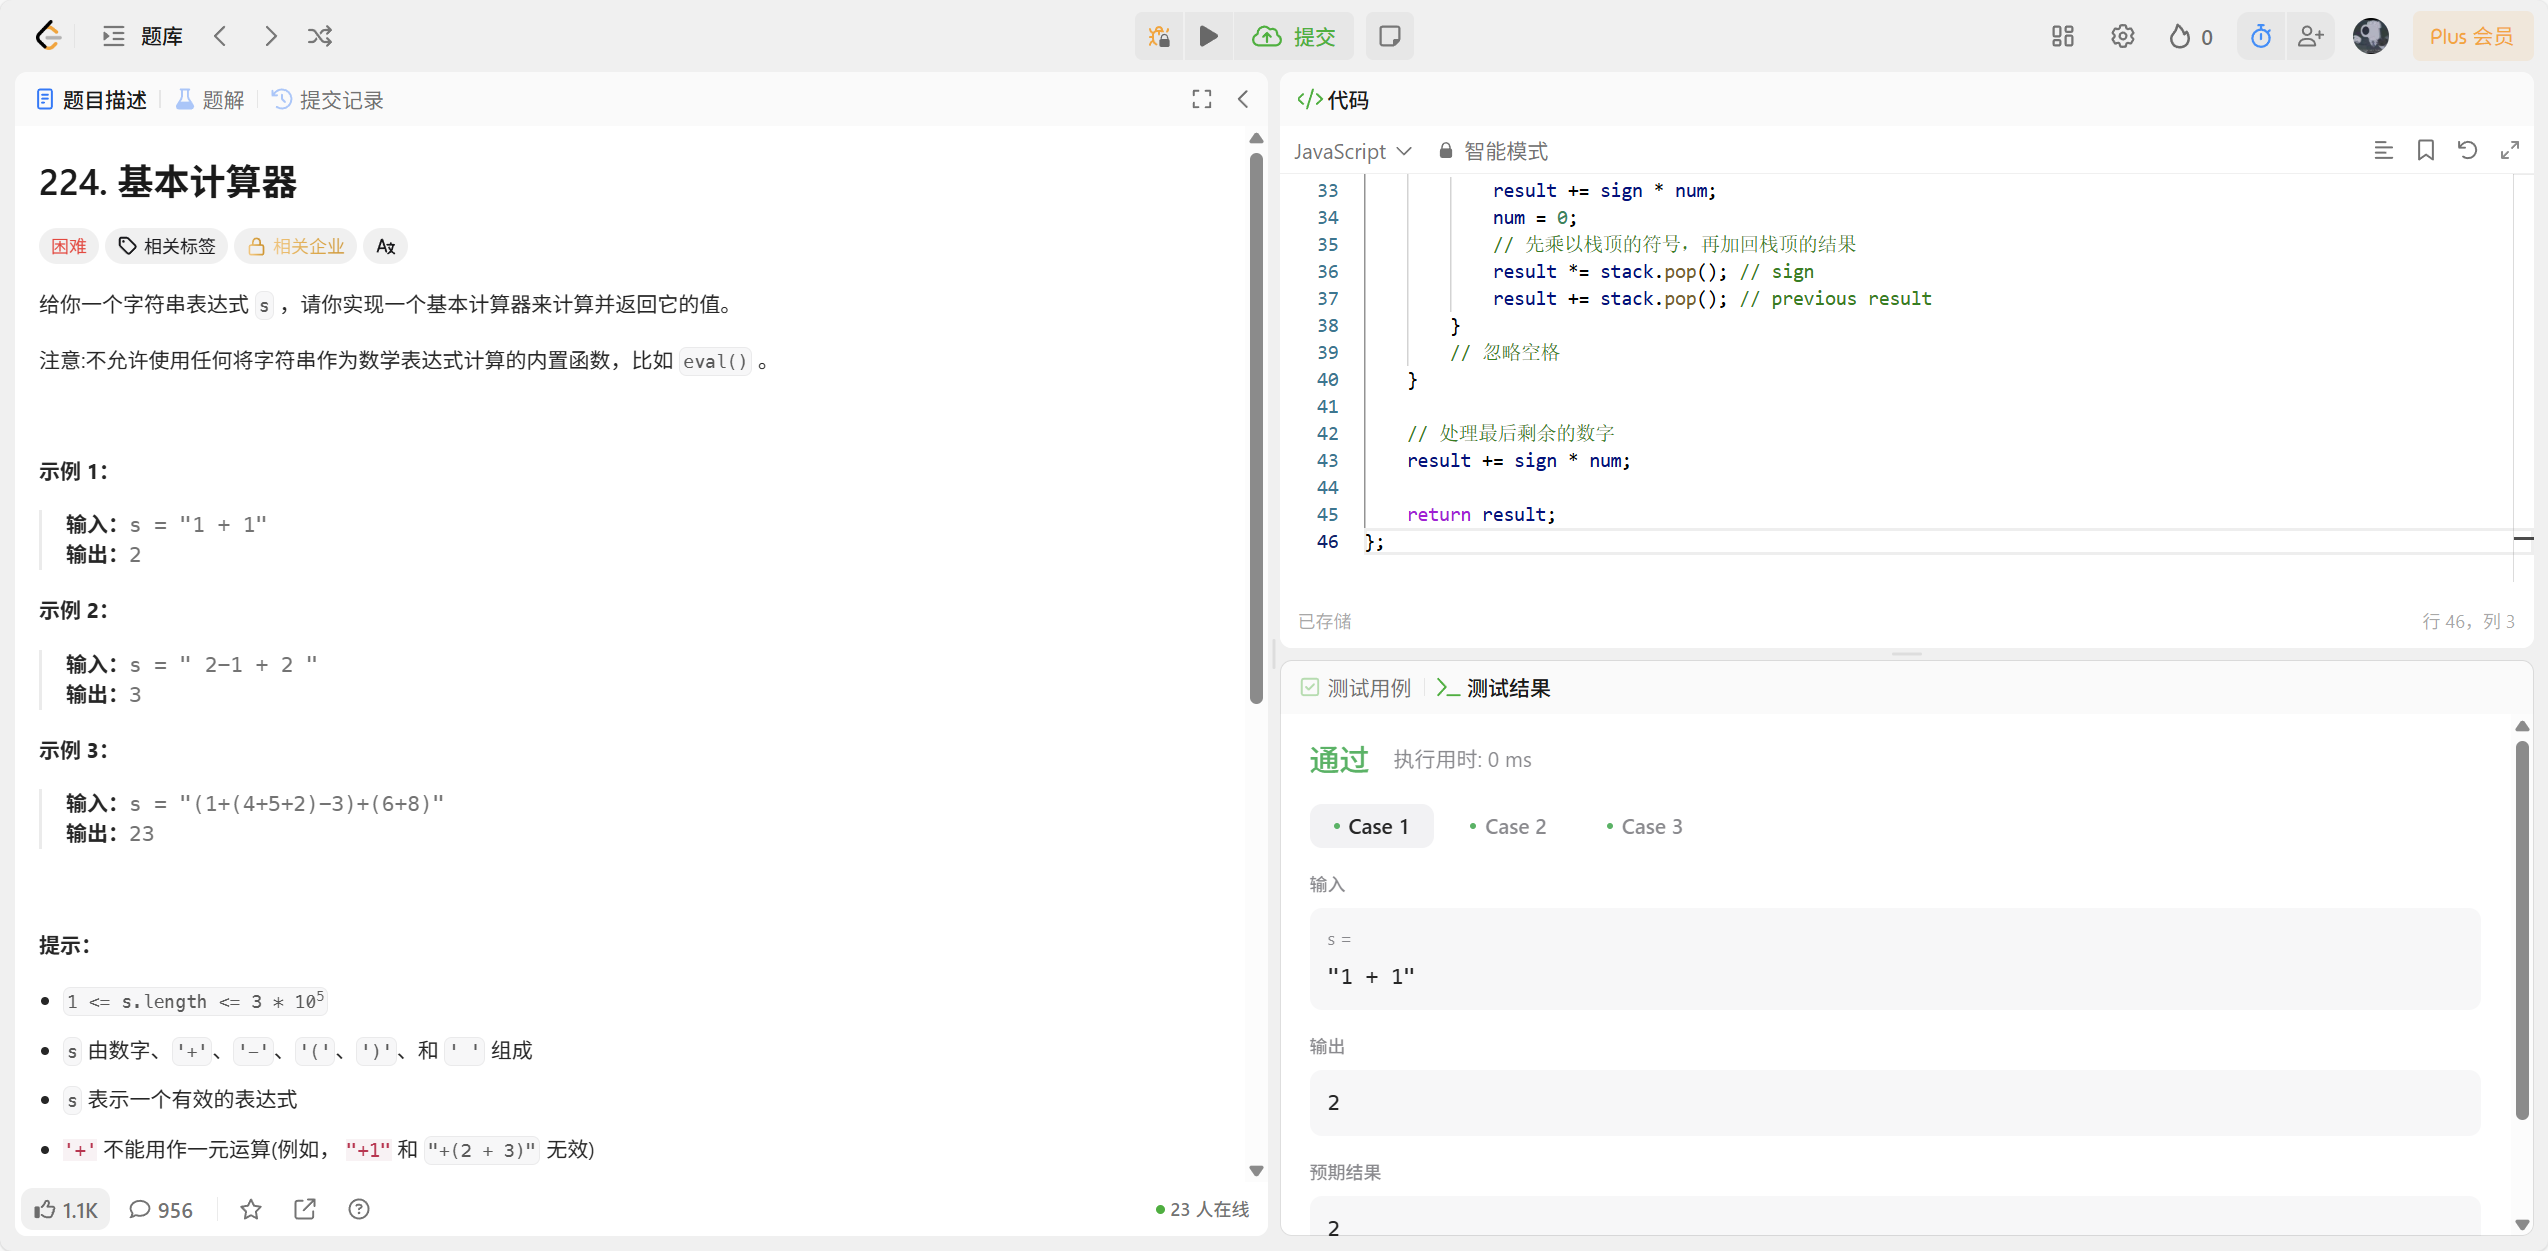 题库
提交
0
Plus 会员
题目描述
题解
提交记录
224. 基本计算器
困难
相关标签
相关企业
给你一个字符串表达式 s ，请你实现一个基本计算器来计算并返回它的值。
注意:不允许使用任何将字符串作为数学表达式计算的内置函数，比如 eval() 。
示例 1：
输入：s = "1 + 1"
输出：2
示例 2：
输入：s = " 2-1 + 2 "
输出：3
示例 3：
输入：s = "(1+(4+5+2)-3)+(6+8)"
输出：23
提示：
1 <= s.length <= 3 * 10⁵
s 由数字、'+'、'-'、'('、')'、和 ' ' 组成
s 表示一个有效的表达式
'+' 不能用作一元运算(例如， "+1" 和 "+(2 + 3)" 无效)
1.1K
956
23 人在线
代码
JavaScript
智能模式
33 result += sign * num;
34 num = 0;
35 // 先乘以栈顶的符号，再加回栈顶的结果
36 result *= stack.pop(); // sign
37 result += stack.pop(); // previous result
38 }
39 // 忽略空格
40 }
41
42 // 处理最后剩余的数字
43 result += sign * num;
44
45 return result;
46 };
已存储
行 46，列 3
测试用例
测试结果
通过
执行用时: 0 ms
Case 1
Case 2
Case 3
输入
s =
"1 + 1"
输出
2
预期结果
2